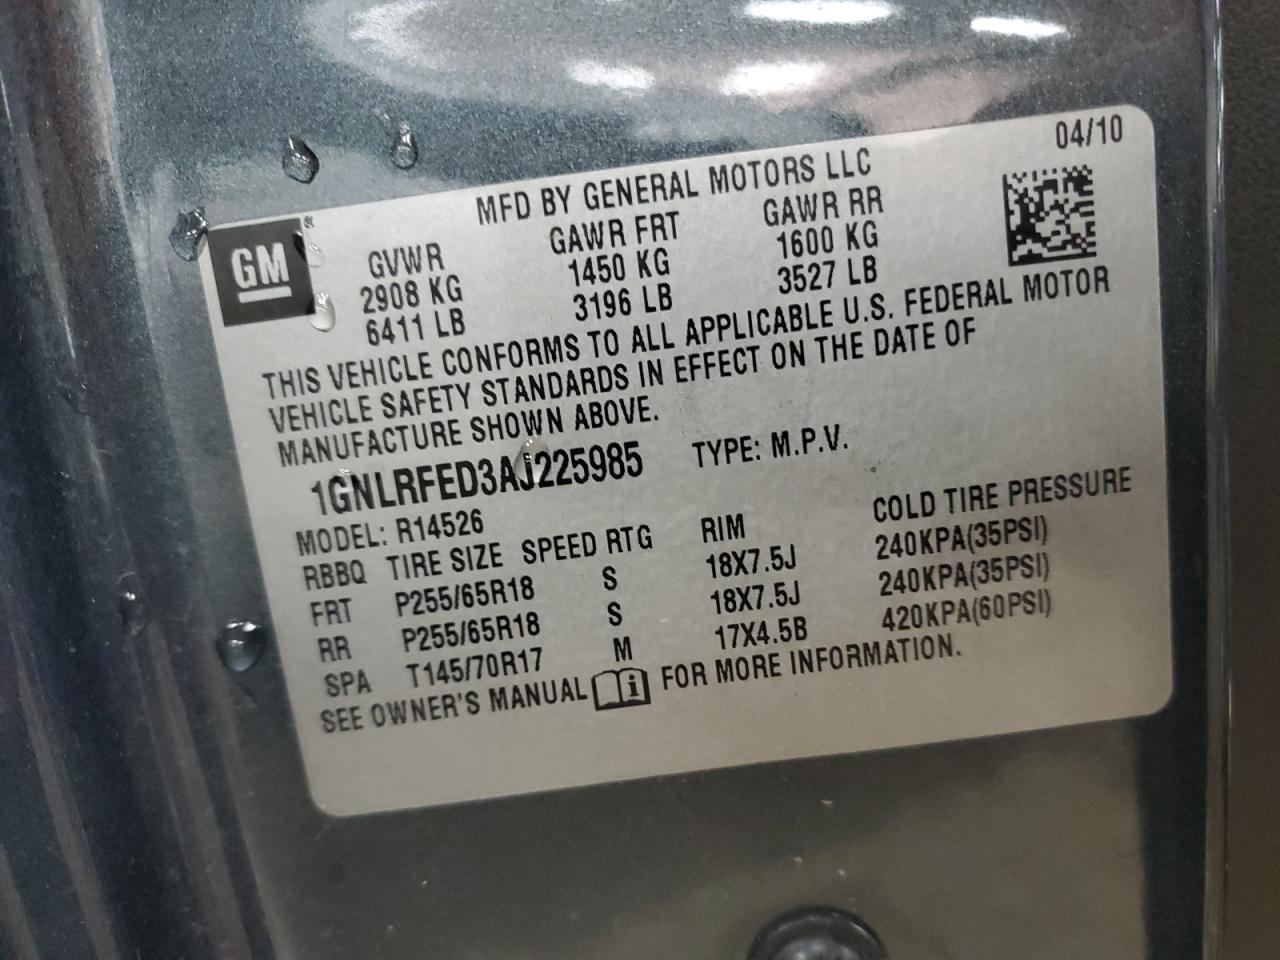 04/10
MFD BY GENERAL MOTORS LLC
GM®
GVWR GAWR FRT GAWR RR
2908 KG 1450 KG 1600 KG
6411 LB 3196 LB 3527 LB
THIS VEHICLE CONFORMS TO ALL APPLICABLE U.S. FEDERAL MOTOR
VEHICLE SAFETY STANDARDS IN EFFECT ON THE DATE OF
MANUFACTURE SHOWN ABOVE.
1GNLRFED3AJ225985 TYPE: M.P.V.
MODEL: R14526
RBBQ TIRE SIZE SPEED RTG RIM COLD TIRE PRESSURE
FRT P255/65R18 S 18X7.5J 240KPA(35PSI)
RR P255/65R18 S 18X7.5J 240KPA(35PSI)
SPA T145/70R17 M 17X4.5B 420KPA(60PSI)
SEE OWNER'S MANUAL i FOR MORE INFORMATION.